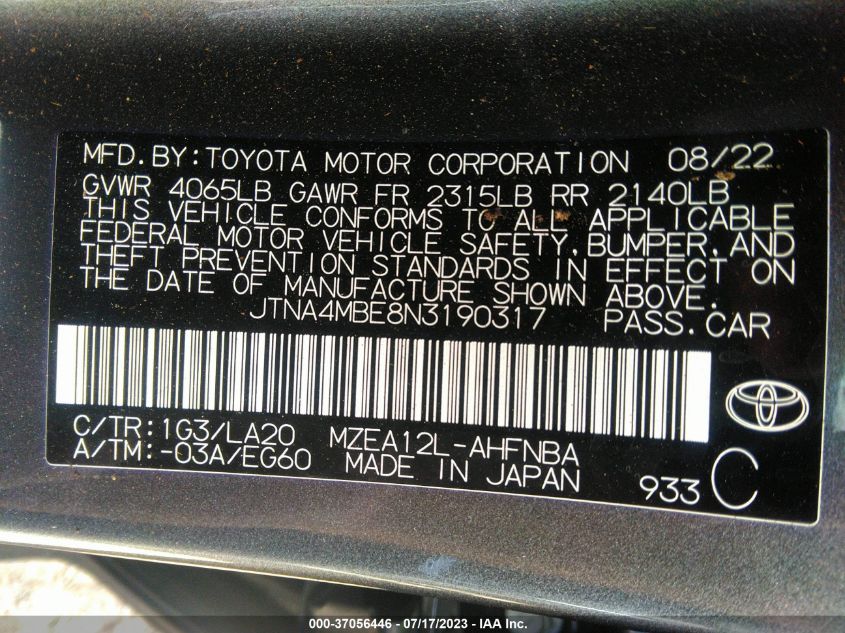 MFD.BY:TOYOTA MOTOR CORPORATION 08/22
GVWR 4065LB GAWR FR 2315LB RR 2140LB
THIS VEHICLE CONFORMS TO ALL APPLICABLE
FEDERAL MOTOR VEHICLE SAFETY,BUMPER,AND
THEFT PREVENTION STANDARDS IN EFFECT ON
THE DATE OF MANUFACTURE SHOWN ABOVE.
JTNA4MBE8N3190317 PASS.CAR
C/TR:1G3/LA20 MZEA12L-AHFNBA
A/TM:-03A/EG60 MADE IN JAPAN 933 C
000-37056446 - 07/17/2023 - IAA Inc.